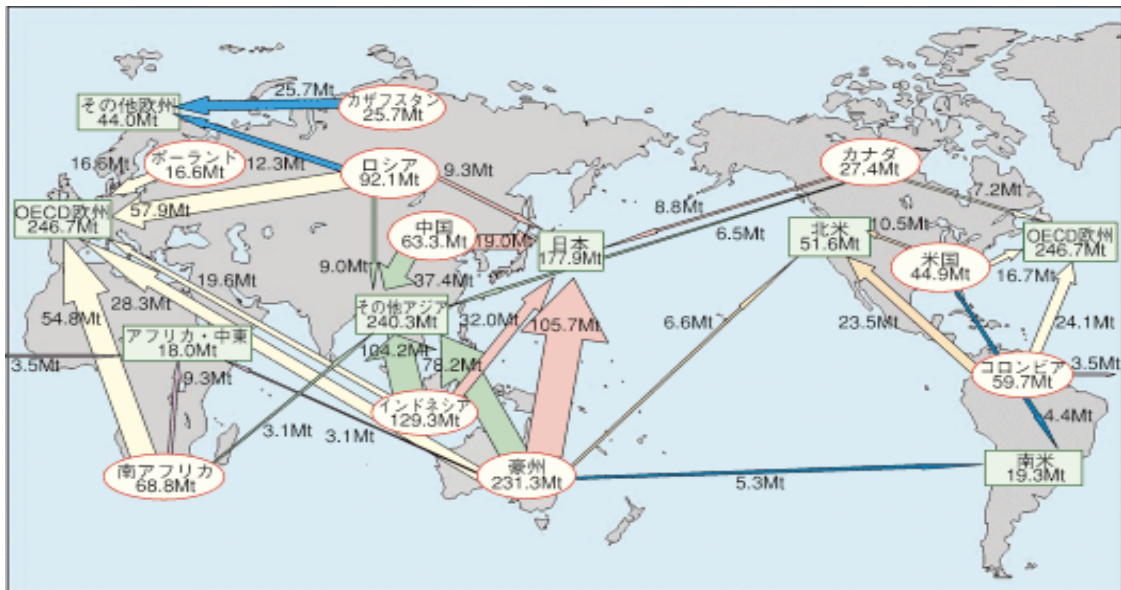 25.7Mt
カザフスタン
25.7Mt
その他欧州
44.0Mt
ポーランド
16.6Mt
16.6Mt
12.3Mt
ロシア
92.1Mt
9.3Mt
カナダ
27.4Mt
7.2Mt
OECD欧州
246.7Mt
57.9Mt
中国
63.3.Mt
19.0Mt
日本
177.9Mt
8.8Mt
6.5Mt
北米
51.6Mt
10.5Mt
OECD欧州
246.7Mt
米国
44.9Mt
16.7Mt
9.0Mt
37.4Mt
19.6Mt
28.3Mt
その他アジア
240.3Mt
32.0Mt
105.7Mt
6.6Mt
23.5Mt
24.1Mt
54.8Mt
アフリカ・中東
18.0Mt
104.2Mt
78.2Mt
3.5Mt
9.3Mt
コロンビア
59.7Mt
3.5Mt
インドネシア
129.3Mt
4.4Mt
3.1Mt
3.1Mt
南アフリカ
68.8Mt
豪州
231.3Mt
5.3Mt
南米
19.3Mt